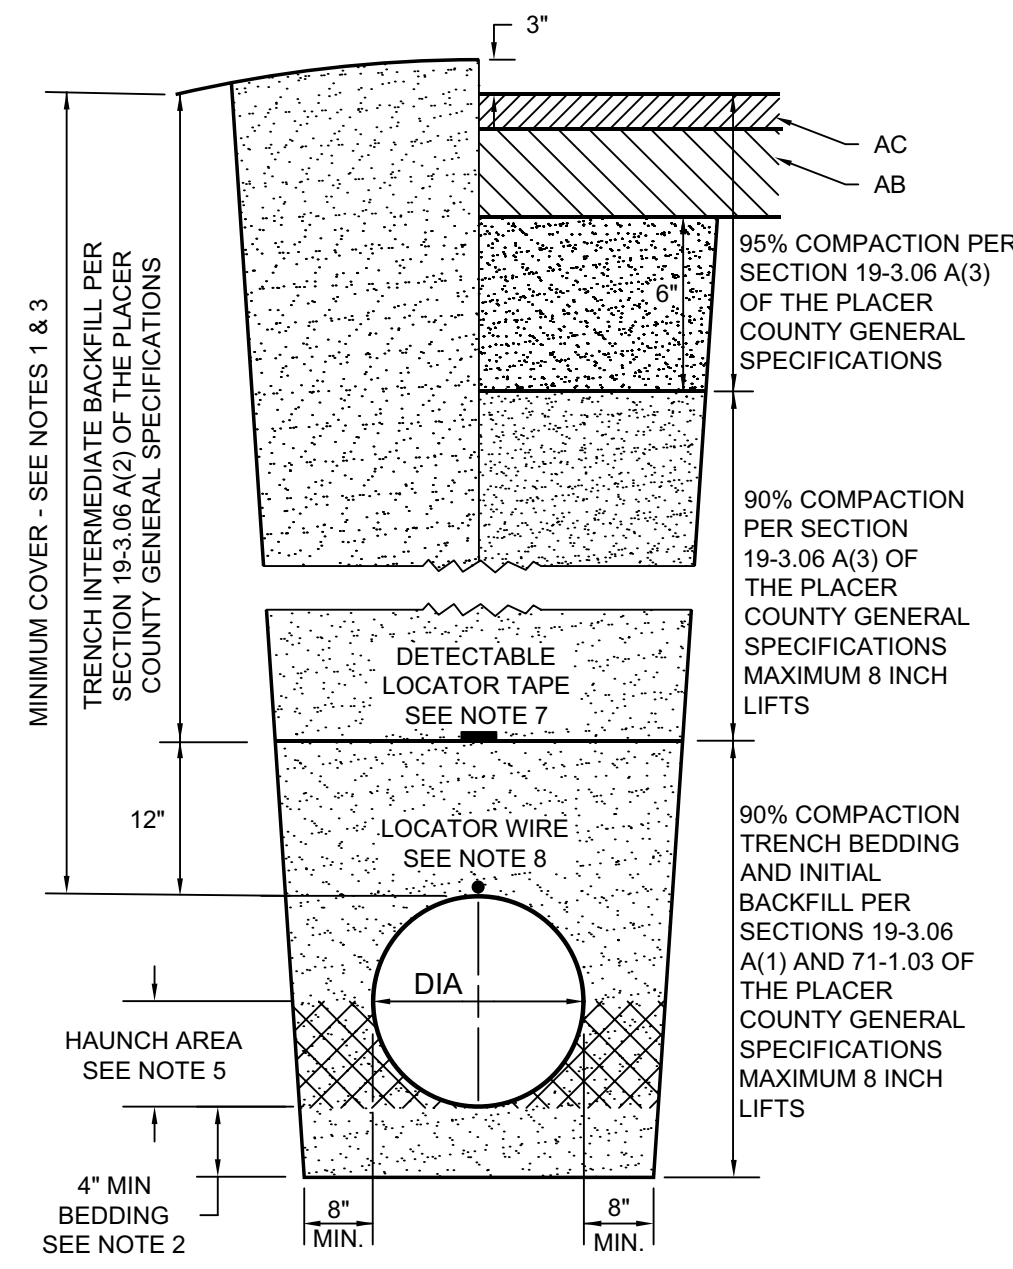 3"
AC
AB
95% COMPACTION PER
SECTION 19-3.06 A(3)
OF THE PLACER
COUNTY GENERAL
SPECIFICATIONS
6"
MINIMUM COVER - SEE NOTES 1 & 3
TRENCH INTERMEDIATE BACKFILL PER
SECTION 19-3.06 A(2) OF THE PLACER
COUNTY GENERAL SPECIFICATIONS
90% COMPACTION
PER SECTION
19-3.06 A(3) OF
THE PLACER
COUNTY GENERAL
SPECIFICATIONS
MAXIMUM 8 INCH
LIFTS
DETECTABLE
LOCATOR TAPE
SEE NOTE 7
12"
LOCATOR WIRE
SEE NOTE 8
90% COMPACTION
TRENCH BEDDING
AND INITIAL
BACKFILL PER
SECTIONS 19-3.06
A(1) AND 71-1.03 OF
THE PLACER
COUNTY GENERAL
SPECIFICATIONS
MAXIMUM 8 INCH
LIFTS
DIA
HAUNCH AREA
SEE NOTE 5
4" MIN
BEDDING
SEE NOTE 2
8"
MIN.
8"
MIN.